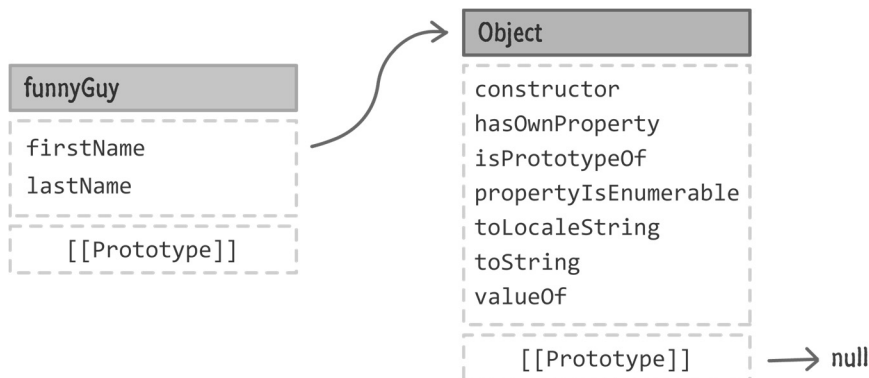 funnyGuy
firstName
lastName
[[Prototype]]
Object
constructor
hasOwnProperty
isPrototypeOf
propertyIsEnumerable
toLocaleString
toString
valueOf
[[Prototype]]
null